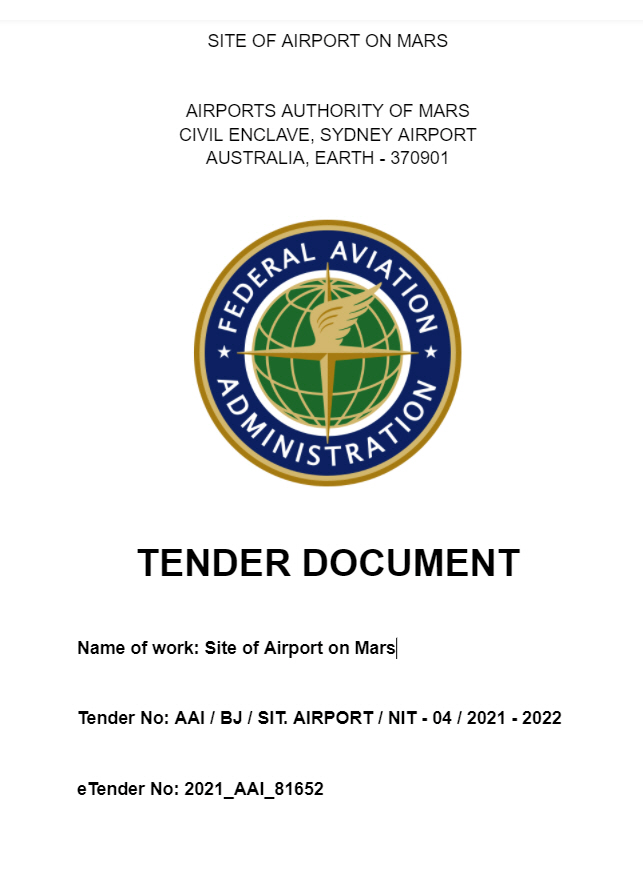 SITE OF AIRPORT ON MARS
AIRPORTS AUTHORITY OF MARS
CIVIL ENCLAVE, SYDNEY AIRPORT
AUSTRALIA, EARTH - 370901
FEDERAL AVIATION
ADMINISTRATION
TENDER DOCUMENT
Name of work: Site of Airport on Mars
Tender No: AAI / BJ / SIT. AIRPORT / NIT - 04 / 2021 - 2022
eTender No: 2021_AAI_81652